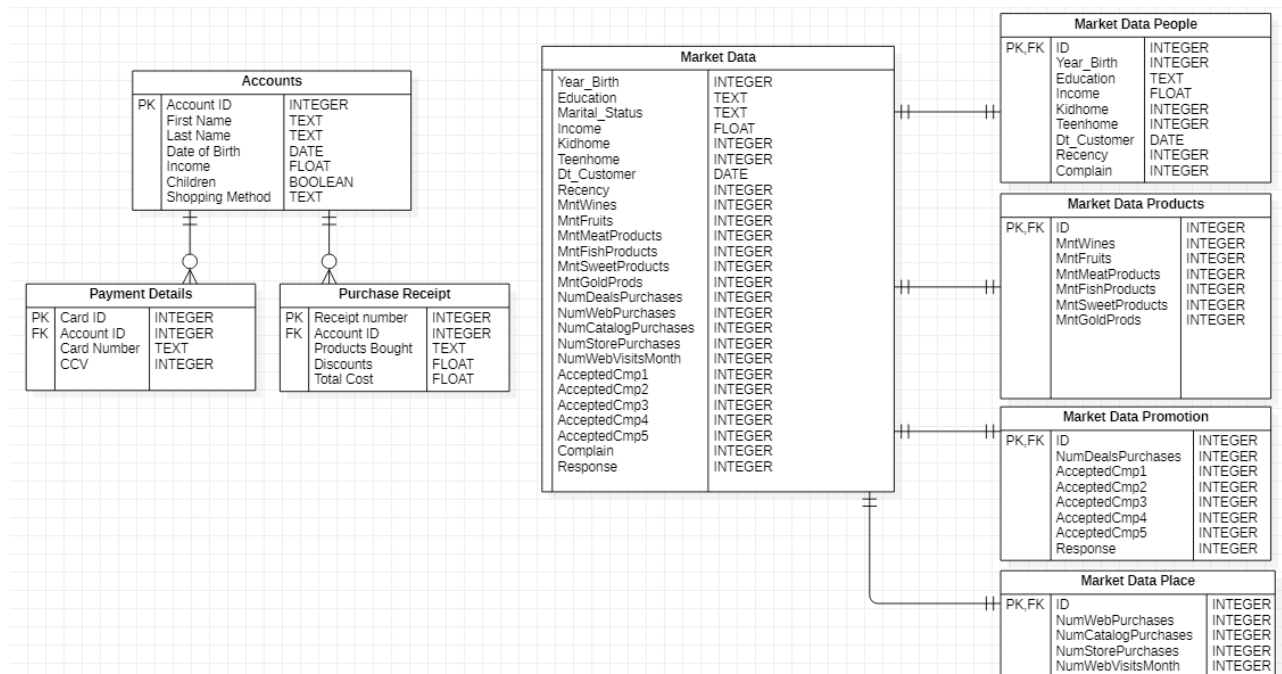 Accounts
PK Account ID INTEGER
First Name TEXT
Last Name TEXT
Date of Birth DATE
Income FLOAT
Children BOOLEAN
Shopping Method TEXT
Payment Details
PK Card ID INTEGER
FK Account ID INTEGER
Card Number TEXT
CCV INTEGER
Purchase Receipt
PK Receipt number INTEGER
FK Account ID INTEGER
Products Bought TEXT
Discounts FLOAT
Total Cost FLOAT
Market Data
Year_Birth INTEGER
Education TEXT
Marital_Status TEXT
Income FLOAT
Kidhome INTEGER
Teenhome INTEGER
Dt_Customer DATE
Recency INTEGER
MntWines INTEGER
MntFruits INTEGER
MntMeatProducts INTEGER
MntFishProducts INTEGER
MntSweetProducts INTEGER
MntGoldProds INTEGER
NumDealsPurchases INTEGER
NumWebPurchases INTEGER
NumCatalogPurchases INTEGER
NumStorePurchases INTEGER
NumWebVisitsMonth INTEGER
AcceptedCmp1 INTEGER
AcceptedCmp2 INTEGER
AcceptedCmp3 INTEGER
AcceptedCmp4 INTEGER
AcceptedCmp5 INTEGER
Complain INTEGER
Response INTEGER
Market Data People
PK,FK ID INTEGER
Year_Birth INTEGER
Education TEXT
Income FLOAT
Kidhome INTEGER
Teenhome INTEGER
Dt_Customer DATE
Recency INTEGER
Complain INTEGER
Market Data Products
PK,FK ID INTEGER
MntWines INTEGER
MntFruits INTEGER
MntMeatProducts INTEGER
MntFishProducts INTEGER
MntSweetProducts INTEGER
MntGoldProds INTEGER
Market Data Promotion
PK,FK ID INTEGER
NumDealsPurchases INTEGER
AcceptedCmp1 INTEGER
AcceptedCmp2 INTEGER
AcceptedCmp3 INTEGER
AcceptedCmp4 INTEGER
AcceptedCmp5 INTEGER
Response INTEGER
Market Data Place
PK,FK ID INTEGER
NumWebPurchases INTEGER
NumCatalogPurchases INTEGER
NumStorePurchases INTEGER
NumWebVisitsMonth INTEGER